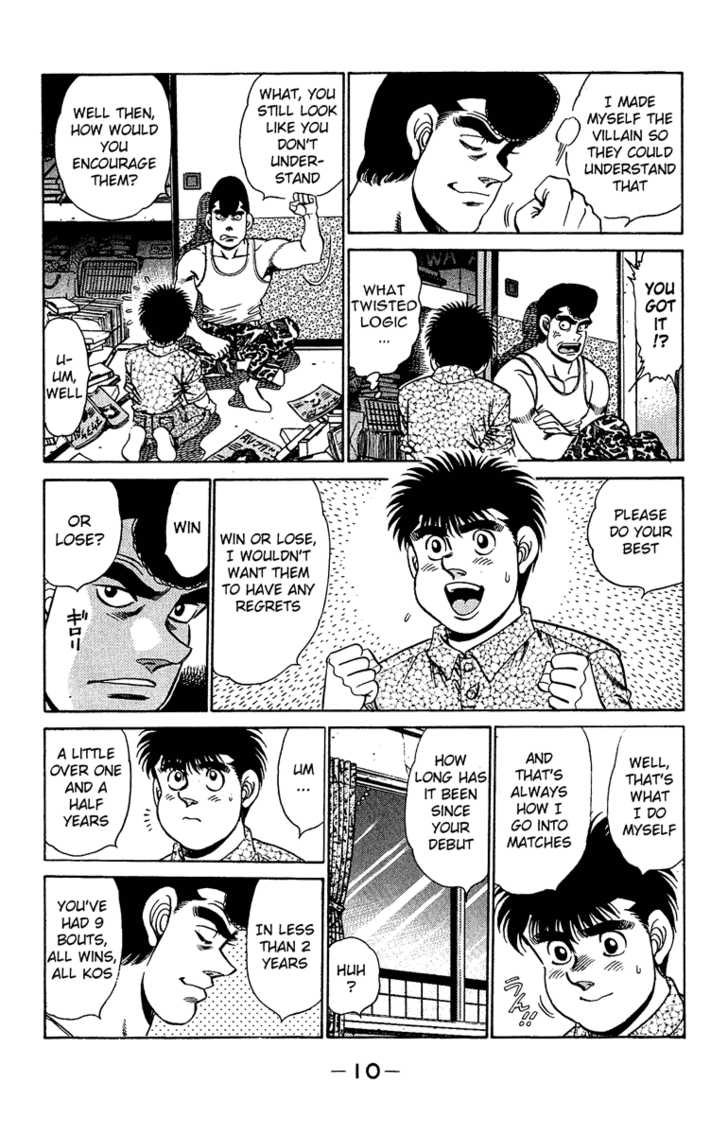 I MADE
MYSELF THE
VILLAIN SO
THEY COULD
UNDERSTAND
THAT
WHAT, YOU
STILL LOOK
LIKE YOU
DON'T
UNDER-
STAND
WELL THEN,
HOW WOULD
YOU
ENCOURAGE
THEM?
U-
UM,
WELL
YOU
GOT
IT!?
WHAT
TWISTED
LOGIC
...
PLEASE
DO YOUR
BEST
WIN OR LOSE,
I WOULDN'T
WANT THEM
TO HAVE ANY
REGRETS
WIN
OR
LOSE?
ギロリ
WELL,
THAT'S
WHAT
I DO
MYSELF
AND
THAT'S
ALWAYS
HOW I
GO INTO
MATCHES
HOW
LONG HAS
IT BEEN
SINCE
YOUR
DEBUT
HUH
?
UM
...
A LITTLE
OVER ONE
AND A
HALF
YEARS
IN LESS
THAN 2
YEARS
YOU'VE
HAD 9
BOUTS,
ALL WINS,
ALL KOS
—10—